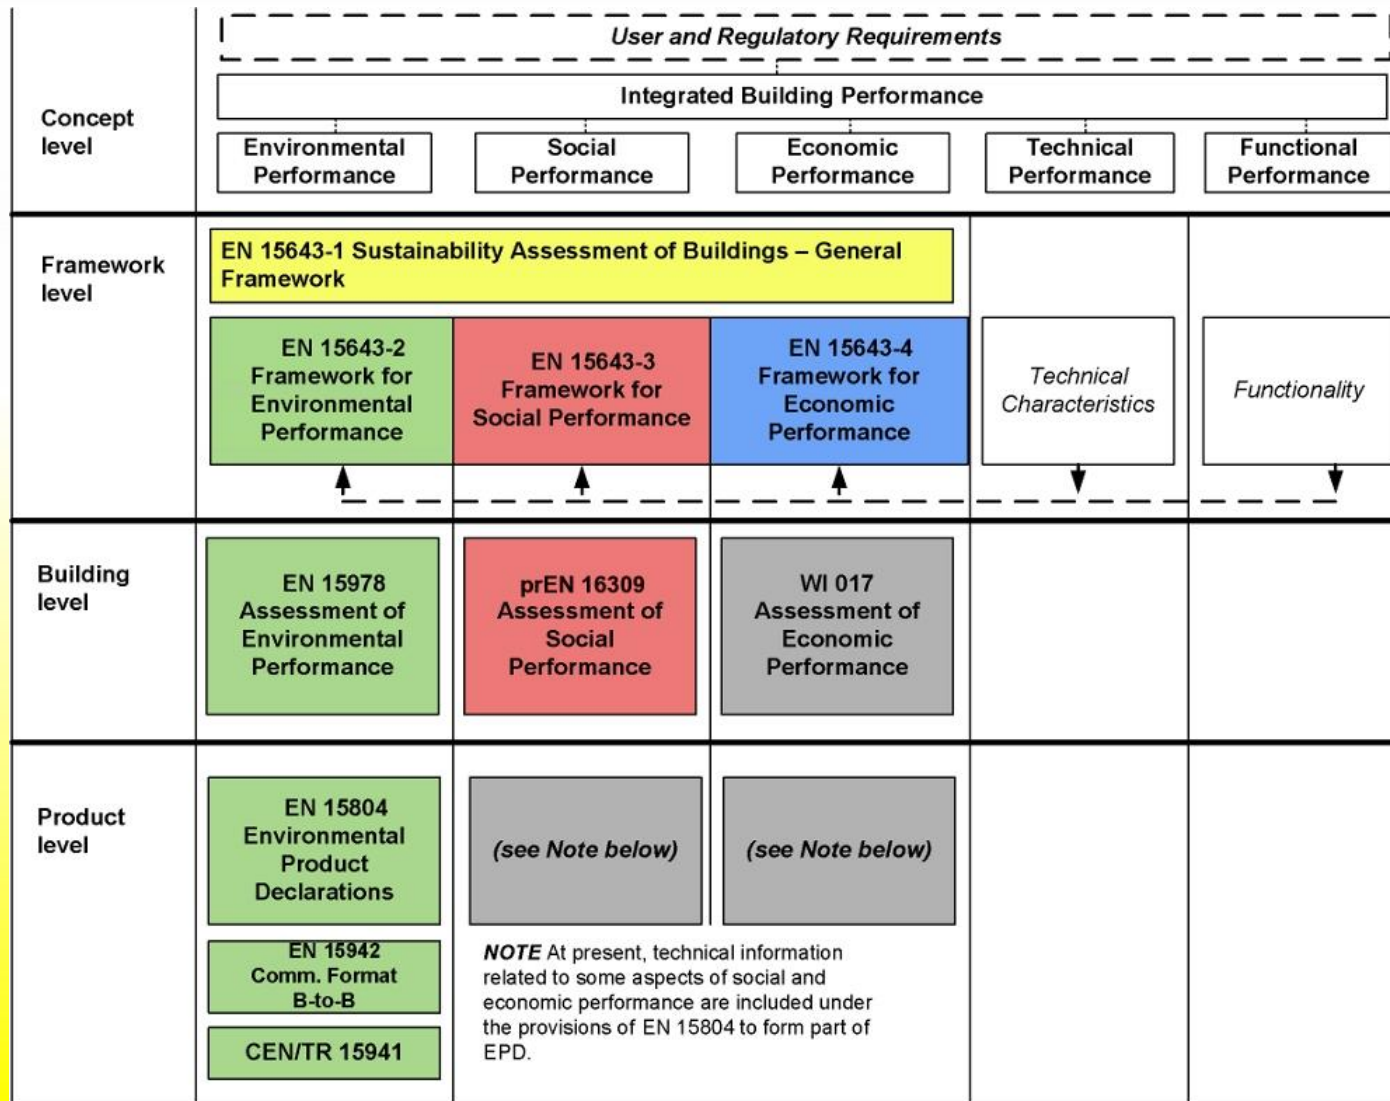 User and Regulatory Requirements
Integrated Building Performance
Concept
level
Environmental
Performance
Social
Performance
Economic
Performance
Technical
Performance
Functional
Performance
Framework
level
EN 15643-1 Sustainability Assessment of Buildings – General
Framework
EN 15643-2
Framework for
Environmental
Performance
EN 15643-3
Framework for
Social Performance
EN 15643-4
Framework for
Economic
Performance
Technical
Characteristics
Functionality
Building
level
EN 15978
Assessment of
Environmental
Performance
prEN 16309
Assessment of
Social
Performance
WI 017
Assessment of
Economic
Performance
Product
level
EN 15804
Environmental
Product
Declarations
(see Note below)
(see Note below)
EN 15942
Comm. Format
B-to-B
CEN/TR 15941
NOTE At present, technical information
related to some aspects of social and
economic performance are included under
the provisions of EN 15804 to form part of
EPD.